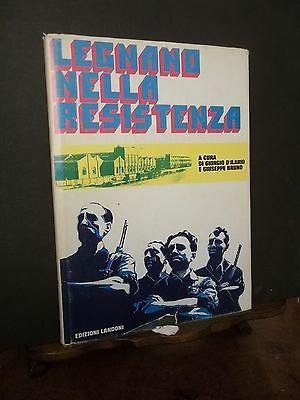 LEGNANO
NELLA
RESISTENZA
A CURA
DI GIORGIO D'ILARIO
E GIUSEPPE BRUNO
EDIZIONI LANDONI